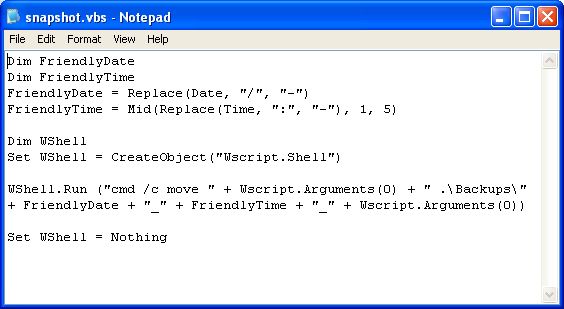 snapshot.vbs - Notepad
File Edit Format View Help
Dim FriendlyDate
Dim FriendlyTime
FriendlyDate = Replace(Date, "/", "-")
FriendlyTime = Mid(Replace(Time, ":", "-"), 1, 5)
Dim WShell
Set WShell = CreateObject("Wscript.Shell")
WShell.Run ("cmd /c move " + Wscript.Arguments(0) + " .\Backups\"
+ FriendlyDate + "_" + FriendlyTime + "_" + Wscript.Arguments(0))
Set WShell = Nothing